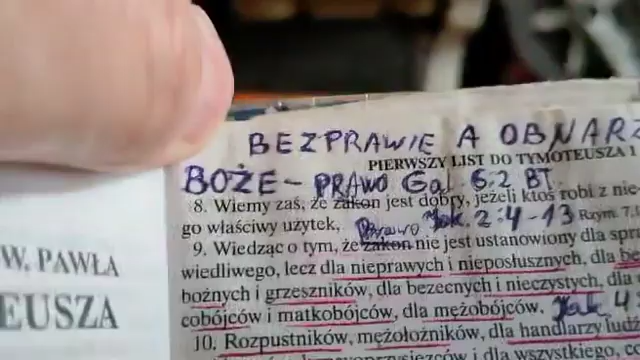 BEZPRAWIE A OBNARZ
PIERWSZY LIST DO TYMOTEUSZA 1
BOŻE - PRAWO Gal. 6:2 BT
8. Wiemy zaś, że zakon jest dobry, jeżeli ktoś robi z nie
go właściwy użytek, Prawo Jak. 2:4-13 Rzym. 7
9. Wiedząc o tym, że zakon nie jest ustanowiony dla spra
wiedliwego, lecz dla nieprawych i nieposłusznych, dla be
bożnych i grzeszników, dla bezecnych i nieczystych, dla
cobójców i matkobójców, dla mężobójców. Jak 4
10. Rozpustników, mężołożników, dla handlarzy ludź
W. PAWŁA
EUSZA